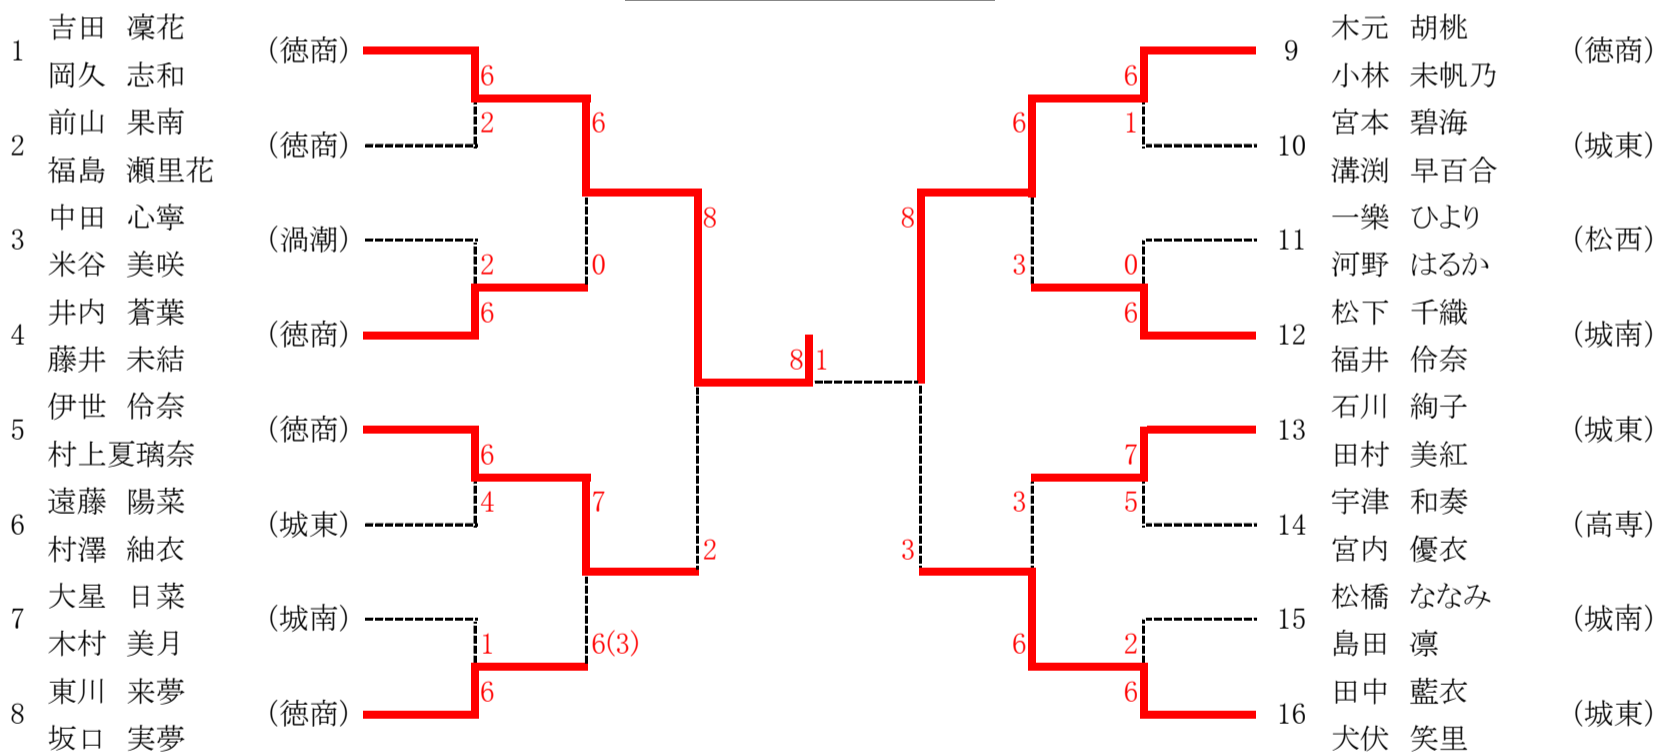 吉田 凜花
1 (徳商)
岡久 志和
6
前山 果南
2 6
2 (徳商)
福島 瀬里花
中田 心寧
8
3 (渦潮)
米谷 美咲
2 0
井内 蒼葉
6
4 (徳商)
藤井 未結
8 1
伊世 伶奈
5 (徳商)
村上夏璃奈
6
遠藤 陽菜
4 7
6 (城東)
村澤 紬衣
2
大星 日菜
7 (城南)
木村 美月
1 6(3)
東川 来夢
6
8 (徳商)
坂口 実夢
木元 胡桃
9 (徳商)
小林 未帆乃
6
宮本 碧海
6 1
10 (城東)
溝渕 早百合
一樂 ひより
8
11 (松西)
河野 はるか
3 0
松下 千織
6
12 (城南)
福井 伶奈
石川 絢子
13 (城東)
田村 美紅
7
宇津 和奏
3 5
14 (高専)
宮内 優衣
3
松橋 ななみ
15 (城南)
島田 凛
6 2
田中 藍衣
6
16 (城東)
犬伏 笑里